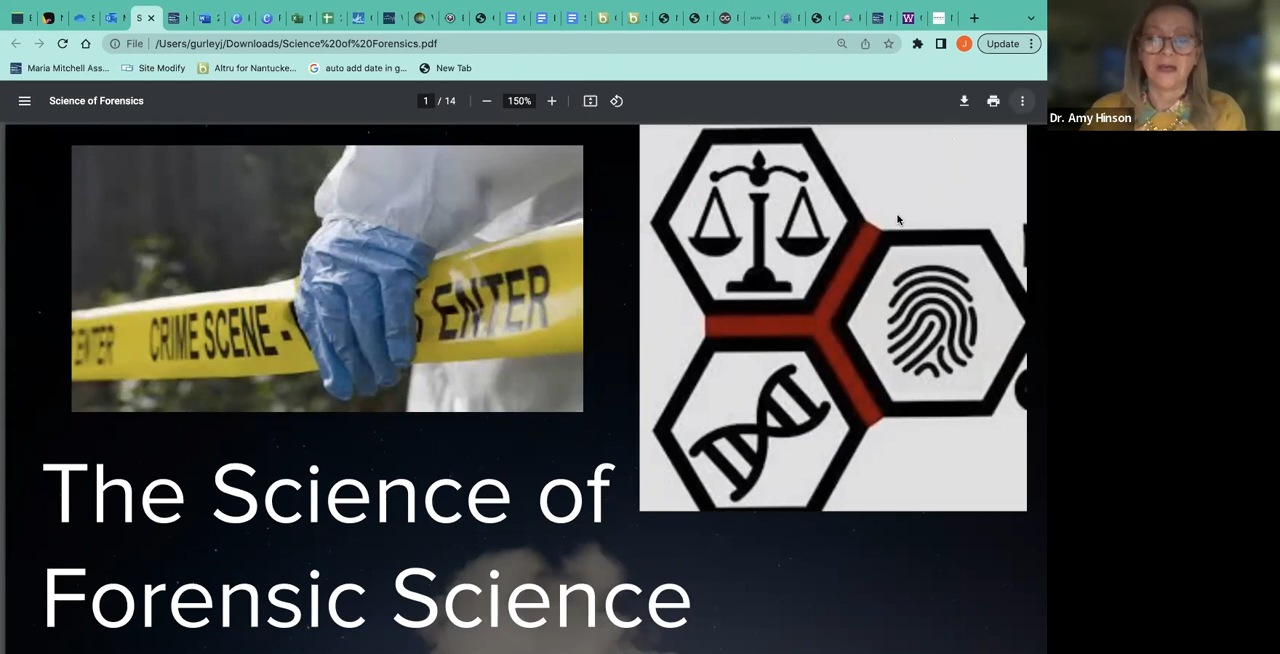 File
/Users/gurleyj/Downloads/Science%20of%20Forensics.pdf
J
Update
Maria Mitchell Ass...
Site Modify
Altru for Nantucke...
auto add date in g...
New Tab
Science of Forensics
1 / 14
150%
Dr. Amy Hinson
ENTER
CRIME SCENE -
ENTER
The Science of
Forensic Science